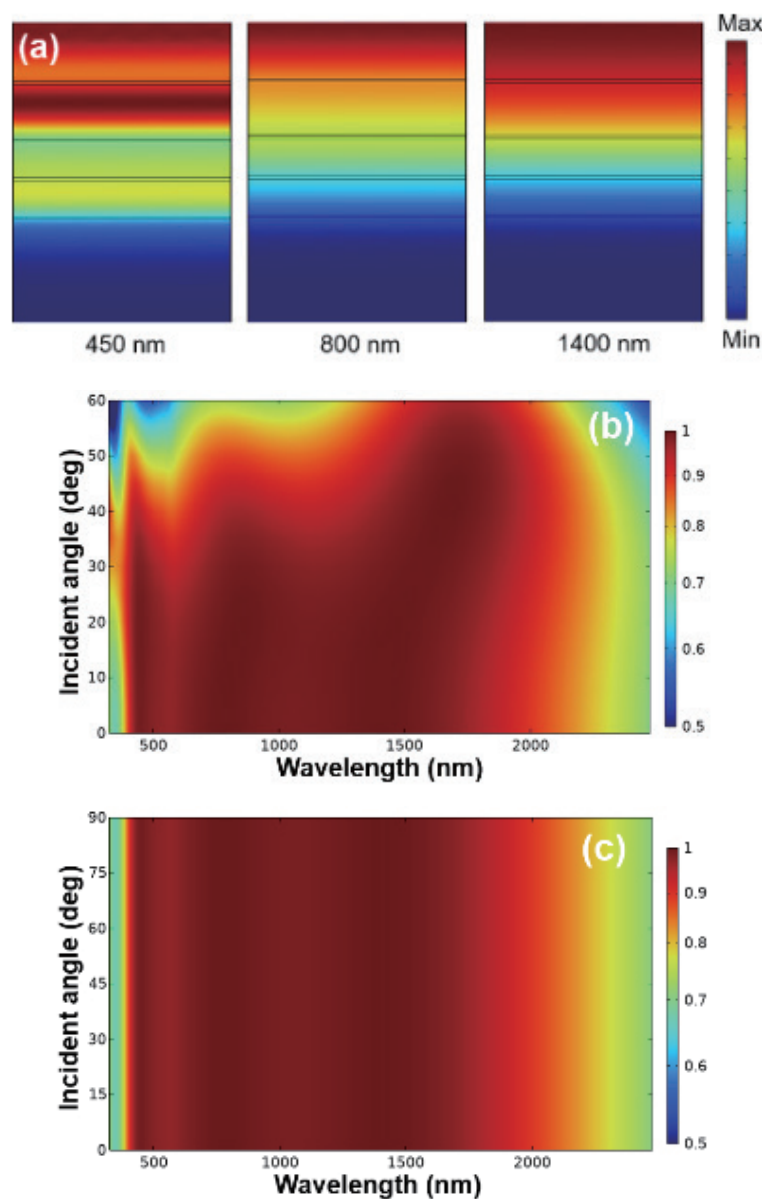 (a)
Max
Min
450 nm
800 nm
1400 nm
(b)
60
50
40
30
20
10
0
Incident angle (deg)
500
1000
1500
2000
Wavelength (nm)
1
0.9
0.8
0.7
0.6
0.5
(c)
90
75
60
45
30
15
0
Incident angle (deg)
500
1000
1500
2000
Wavelength (nm)
1
0.9
0.8
0.7
0.6
0.5